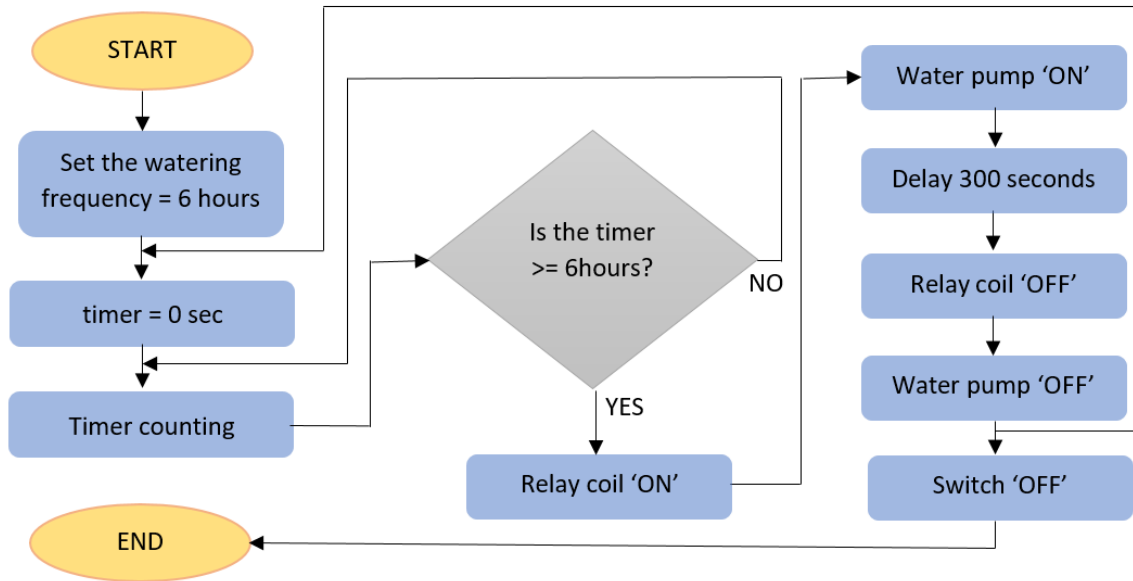 START
Set the watering
frequency = 6 hours
timer = 0 sec
Timer counting
Is the timer
>= 6hours?
NO
YES
Relay coil ‘ON’
Water pump ‘ON’
Delay 300 seconds
Relay coil ‘OFF’
Water pump ‘OFF’
Switch ‘OFF’
END